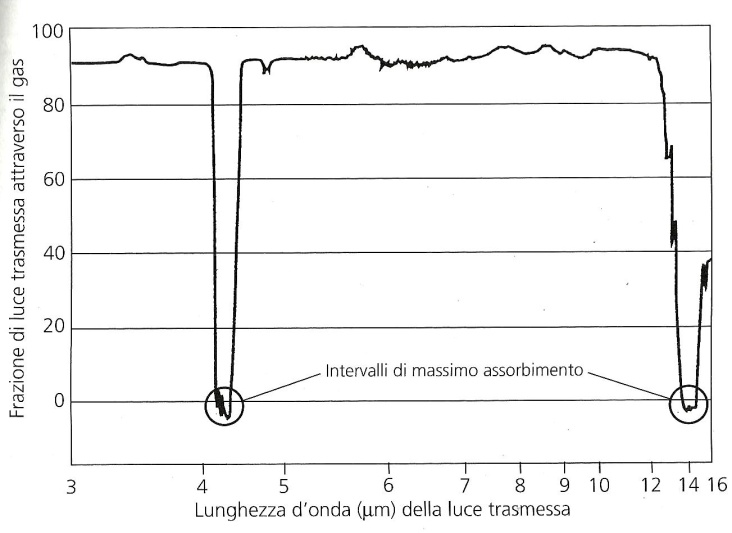 Frazione di luce trasmessa attraverso il gas
100
80
60
40
20
0
Intervalli di massimo assorbimento
3 4 5 6 7 8 9 10 12 14 16
Lunghezza d'onda (μm) della luce trasmessa